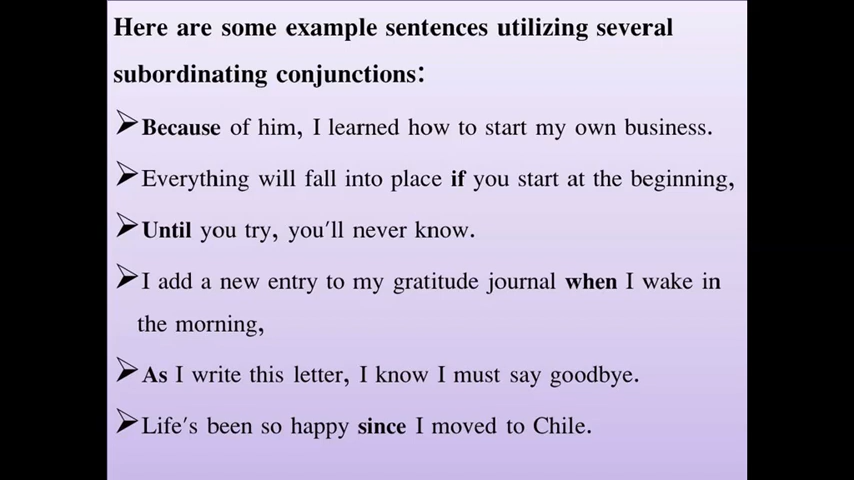 Here are some example sentences utilizing several
subordinating conjunctions:
➢Because of him, I learned how to start my own business.
➢Everything will fall into place if you start at the beginning,
➢Until you try, you'll never know.
➢I add a new entry to my gratitude journal when I wake in
the morning,
➢As I write this letter, I know I must say goodbye.
➢Life's been so happy since I moved to Chile.